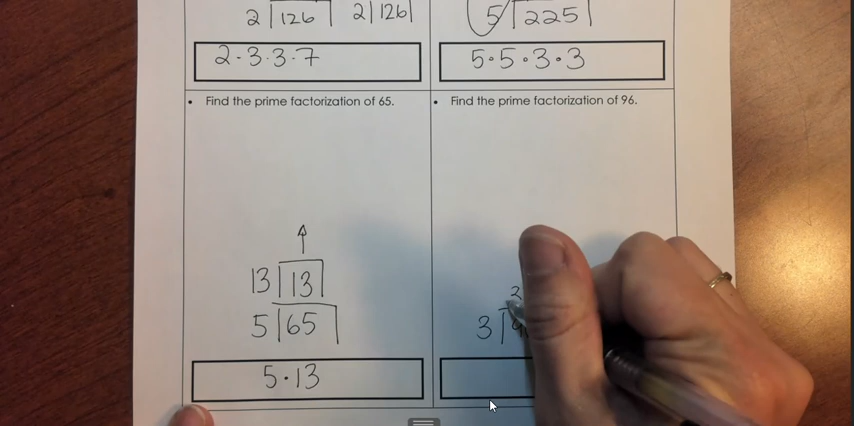 2 126 2 126
5 225
2·3·3·7
5·5·3·3
• Find the prime factorization of 65.
• Find the prime factorization of 96.
13 13
5 65
5·13
3